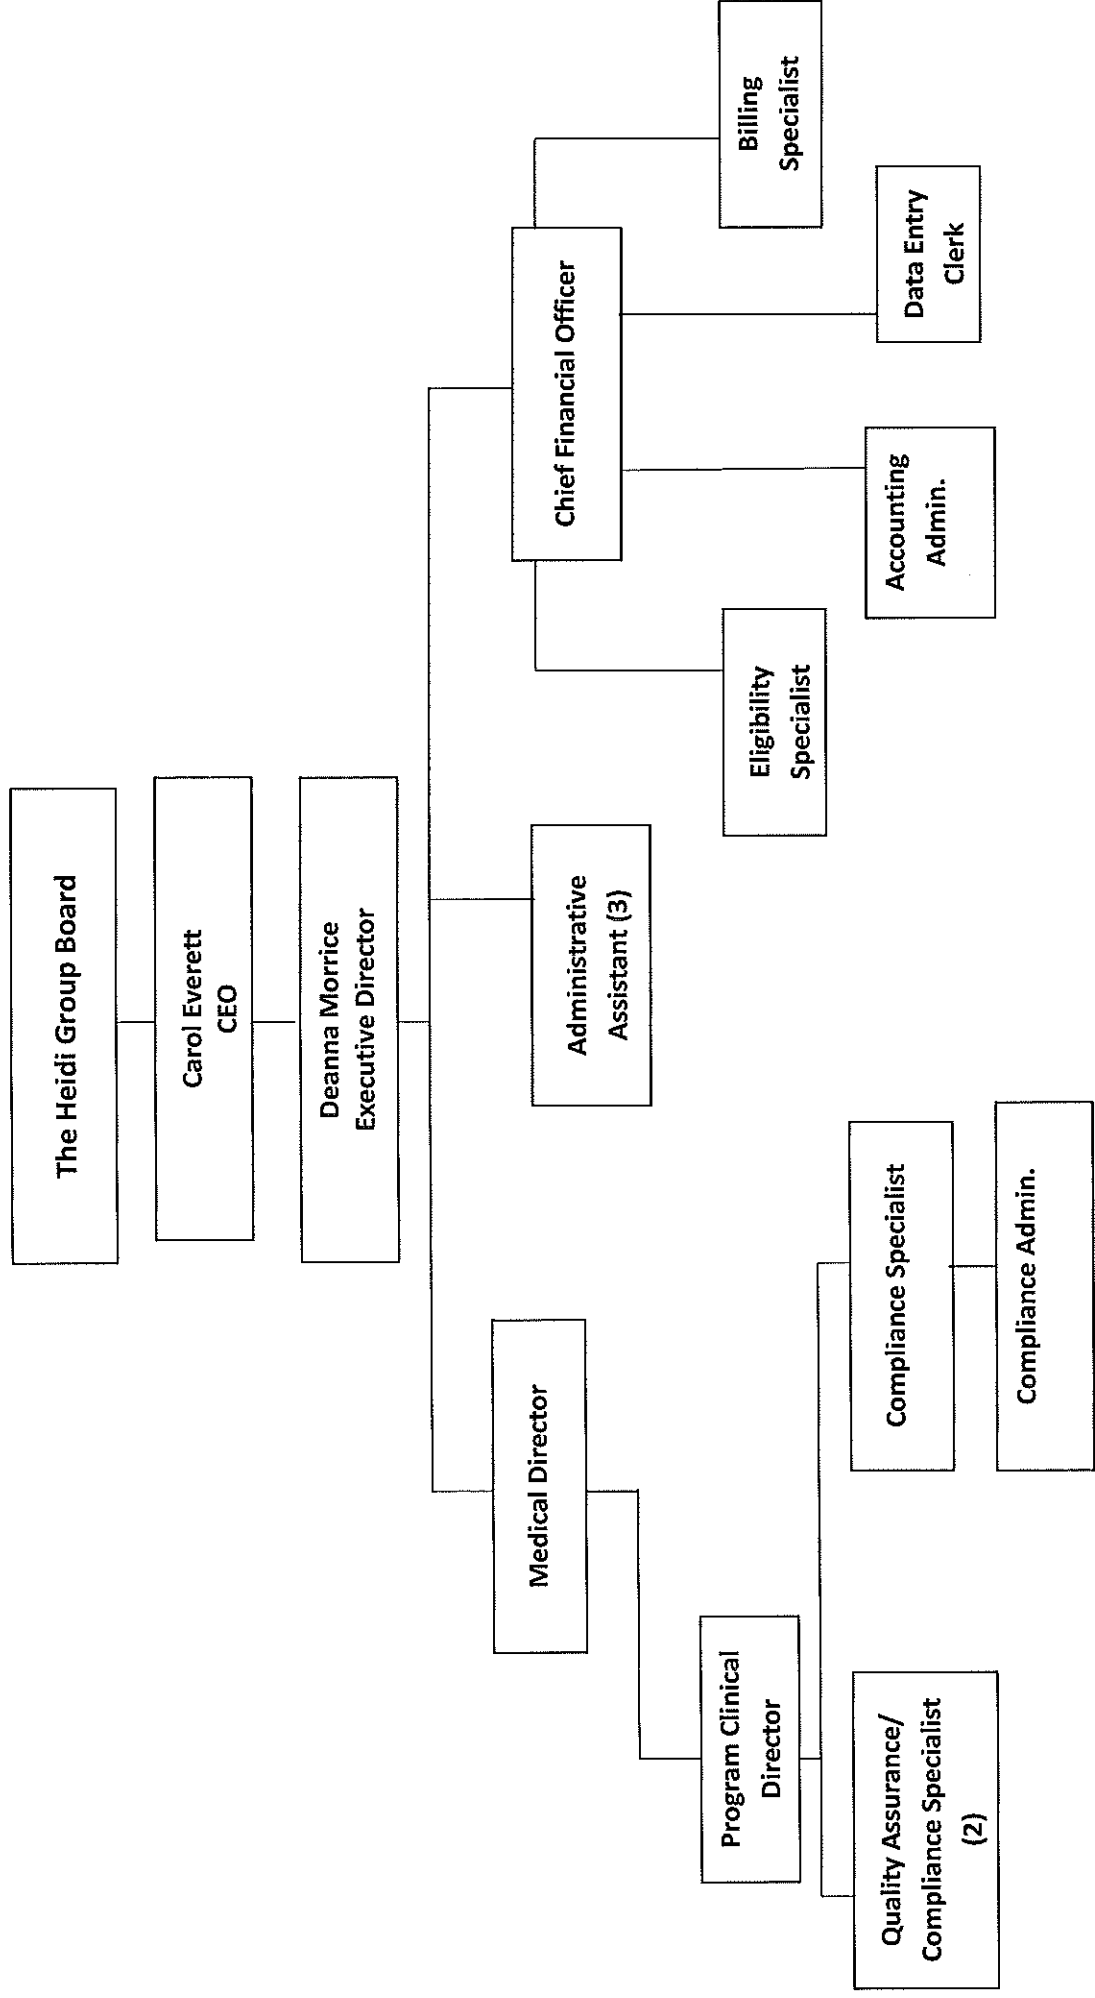 The Heidi Group Board
Carol Everett
CEO
Deanna Morrice
Executive Director
Medical Director
Administrative
Assistant (3)
Chief Financial Officer
Program Clinical
Director
Eligibility
Specialist
Billing
Specialist
Quality Assurance/
Compliance Specialist
(2)
Compliance Specialist
Accounting
Admin.
Data Entry
Clerk
Compliance Admin.